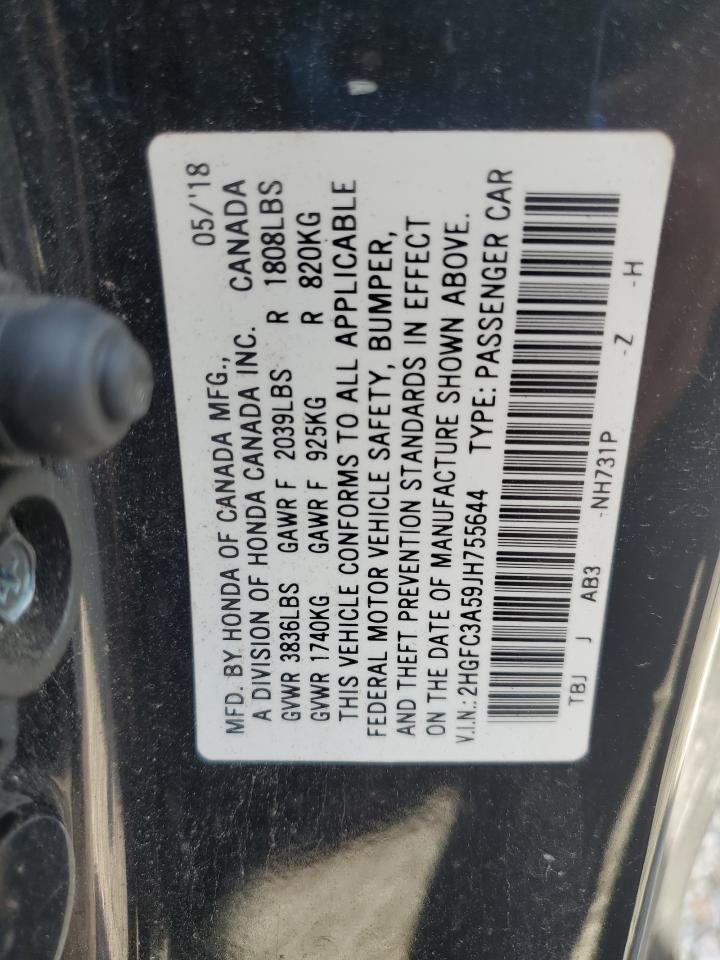 MFD. BY HONDA OF CANADA MFG., 05/'18
A DIVISION OF HONDA CANADA INC. CANADA
GVWR 3836LBS GAWR F 2039LBS R 1808LBS
GVWR 1740KG GAWR F 925KG R 820KG
THIS VEHICLE CONFORMS TO ALL APPLICABLE
FEDERAL MOTOR VEHICLE SAFETY, BUMPER,
AND THEFT PREVENTION STANDARDS IN EFFECT
ON THE DATE OF MANUFACTURE SHOWN ABOVE.
V.I.N.: 2HGFC3A59JH755644 TYPE: PASSENGER CAR
TBJ J AB3 -NH731P -Z -H